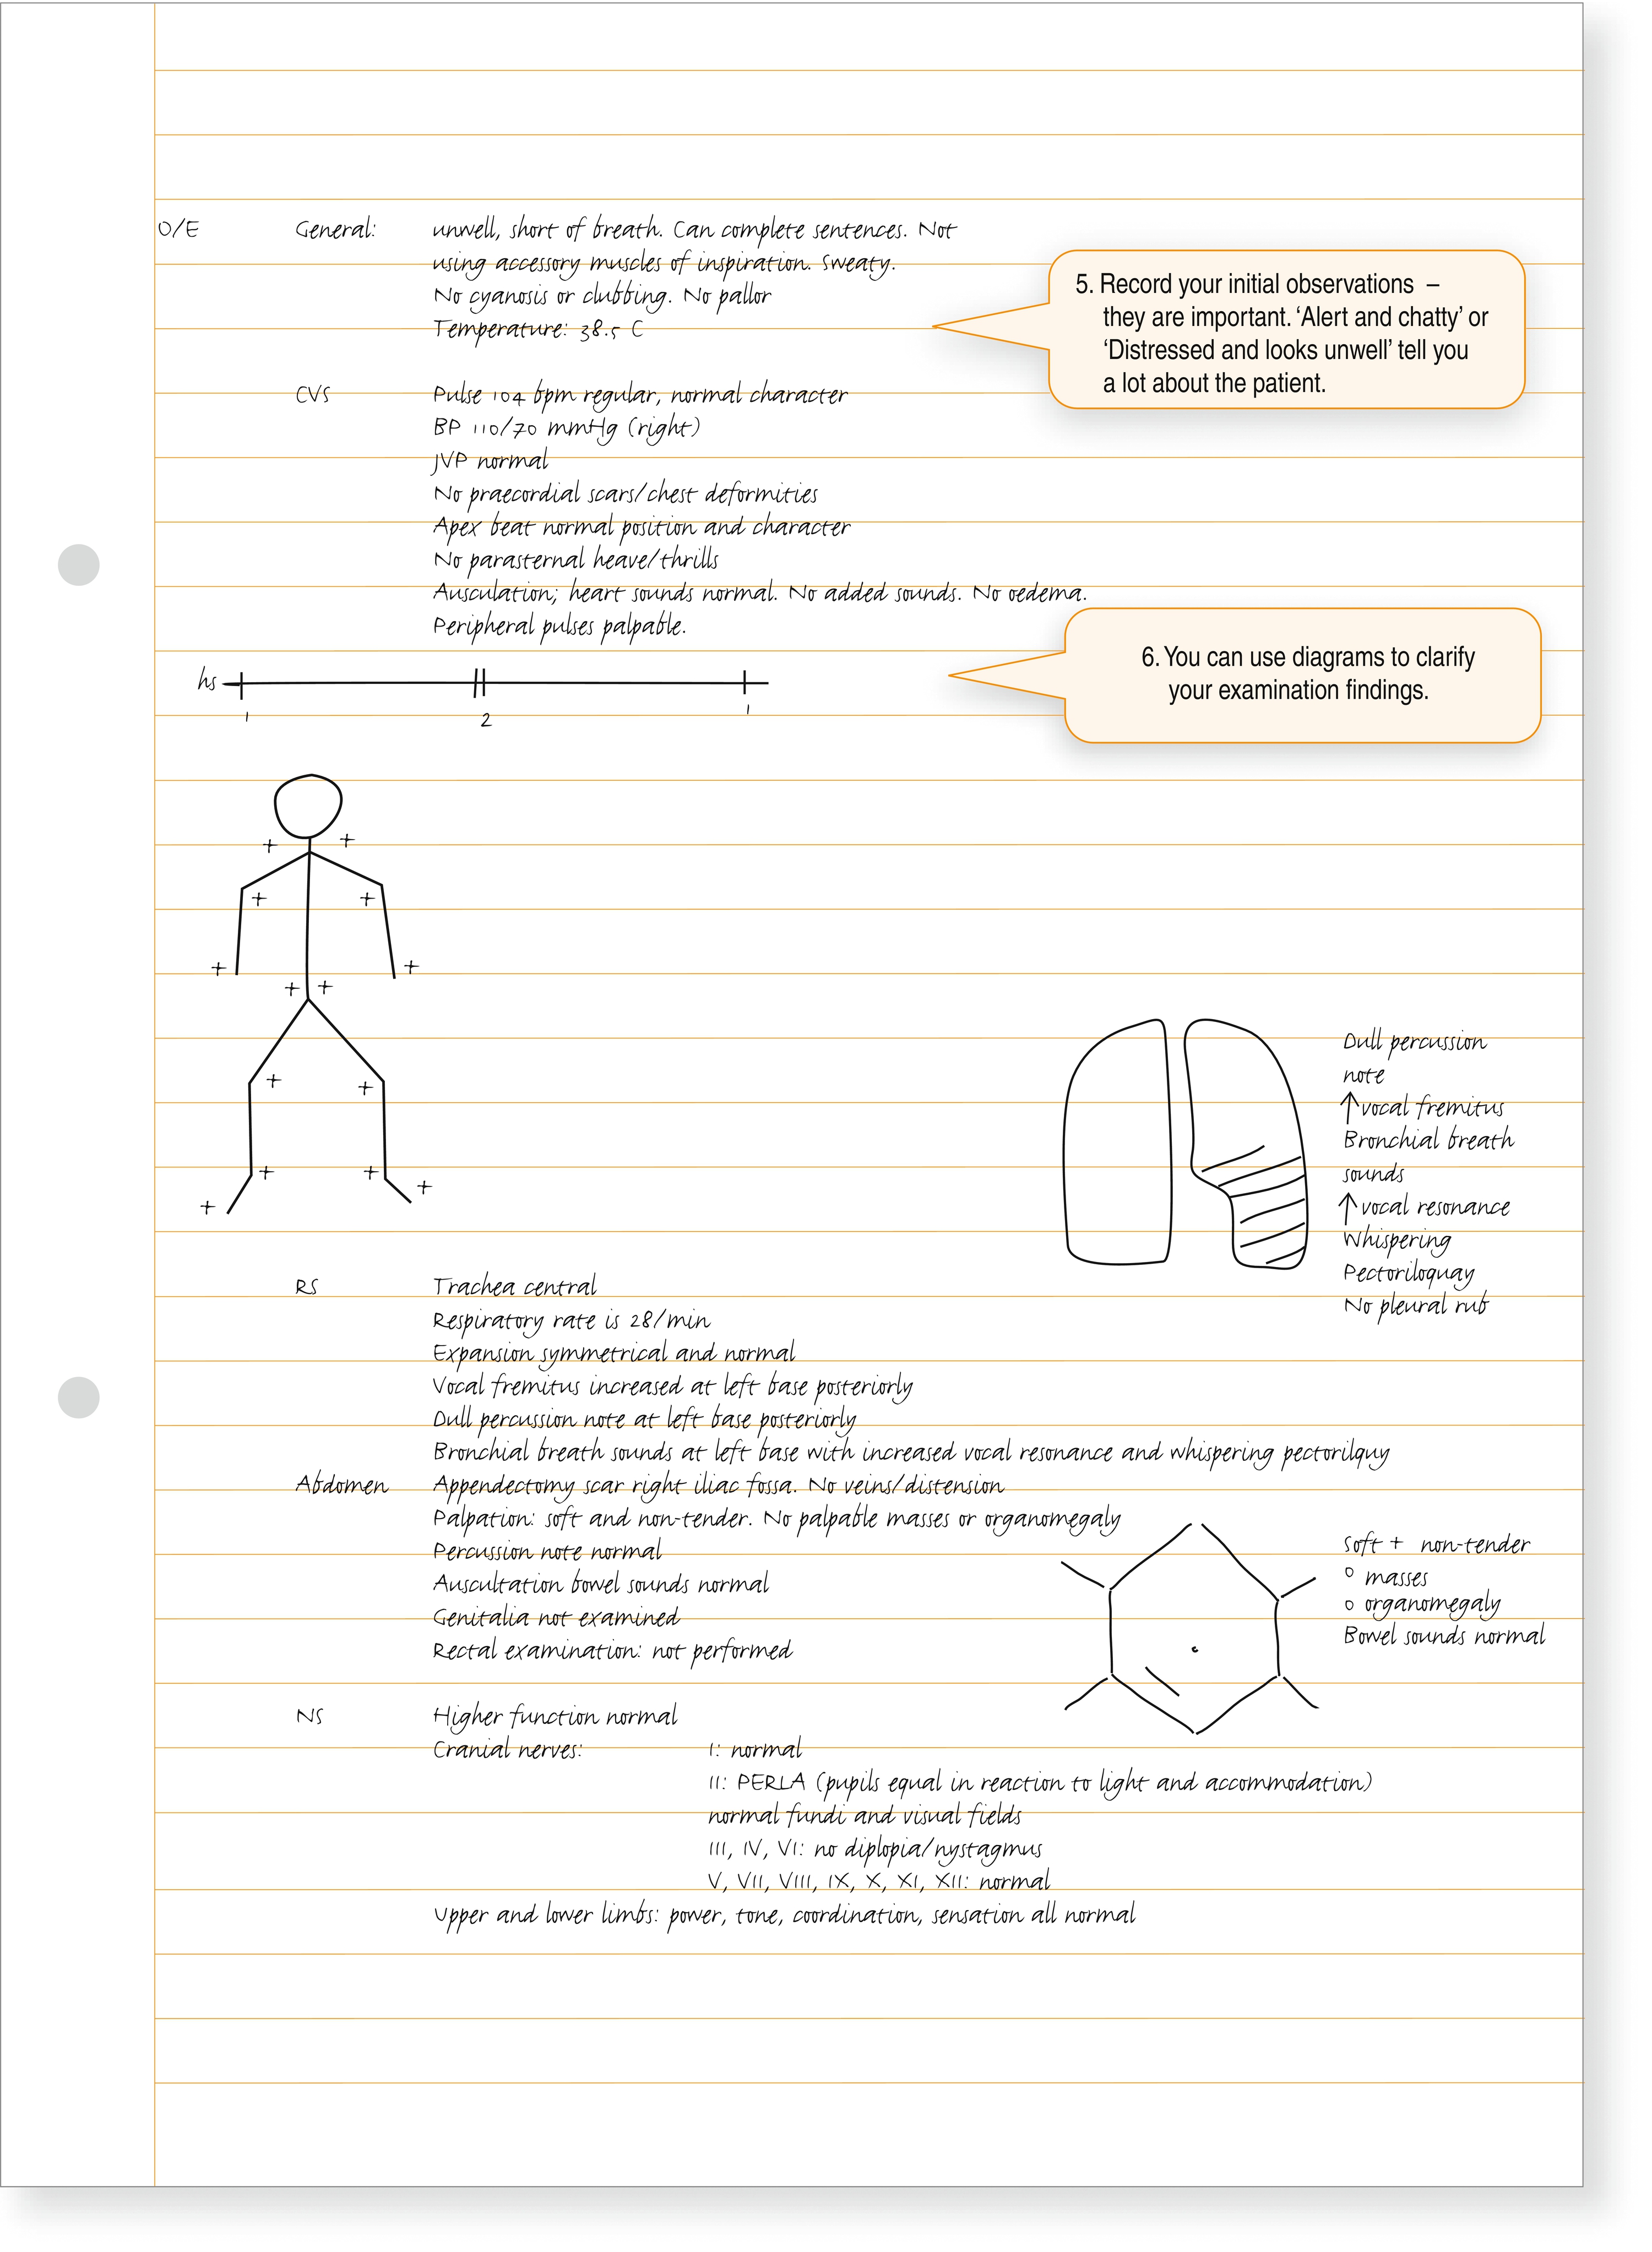 O/E General: unwell, short of breath. Can complete sentences. Not
using accessory muscles of inspiration. Sweaty.
No cyanosis or clubbing. No pallor
Temperature: 38.5 C
5. Record your initial observations –
they are important. ‘Alert and chatty’ or
‘Distressed and looks unwell’ tell you
a lot about the patient.
CVS Pulse 104 bpm regular, normal character
BP 110/70 mmHg (right)
JVP normal
No praecordial scars/chest deformities
Apex beat normal position and character
No parasternal heave/thrills
Ausculation; heart sounds normal. No added sounds. No oedema.
Peripheral pulses palpable.
6. You can use diagrams to clarify
your examination findings.
hs
1 2 1
+ +
+ +
+ +
+ +
+ +
+ +
+ +
Dull percussion
note
↑vocal fremitus
Bronchial breath
sounds
↑vocal resonance
Whispering
Pectoriloquay
No pleural rub
RS Trachea central
Respiratory rate is 28/min
Expansion symmetrical and normal
Vocal fremitus increased at left base posteriorly
Dull percussion note at left base posteriorly
Bronchial breath sounds at left base with increased vocal resonance and whispering pectorilquy
Abdomen Appendectomy scar right iliac fossa. No veins/distension
Palpation: soft and non-tender. No palpable masses or organomegaly
Percussion note normal
Auscultation bowel sounds normal
Genitalia not examined
Rectal examination: not performed
soft + non-tender
o masses
o organomegaly
Bowel sounds normal
NS Higher function normal
Cranial nerves: I: normal
II: PERLA (pupils equal in reaction to light and accommodation)
normal fundi and visual fields
III, IV, VI: no diplopia/nystagmus
V, VII, VIII, IX, X, XI, XII: normal
Upper and lower limbs: power, tone, coordination, sensation all normal